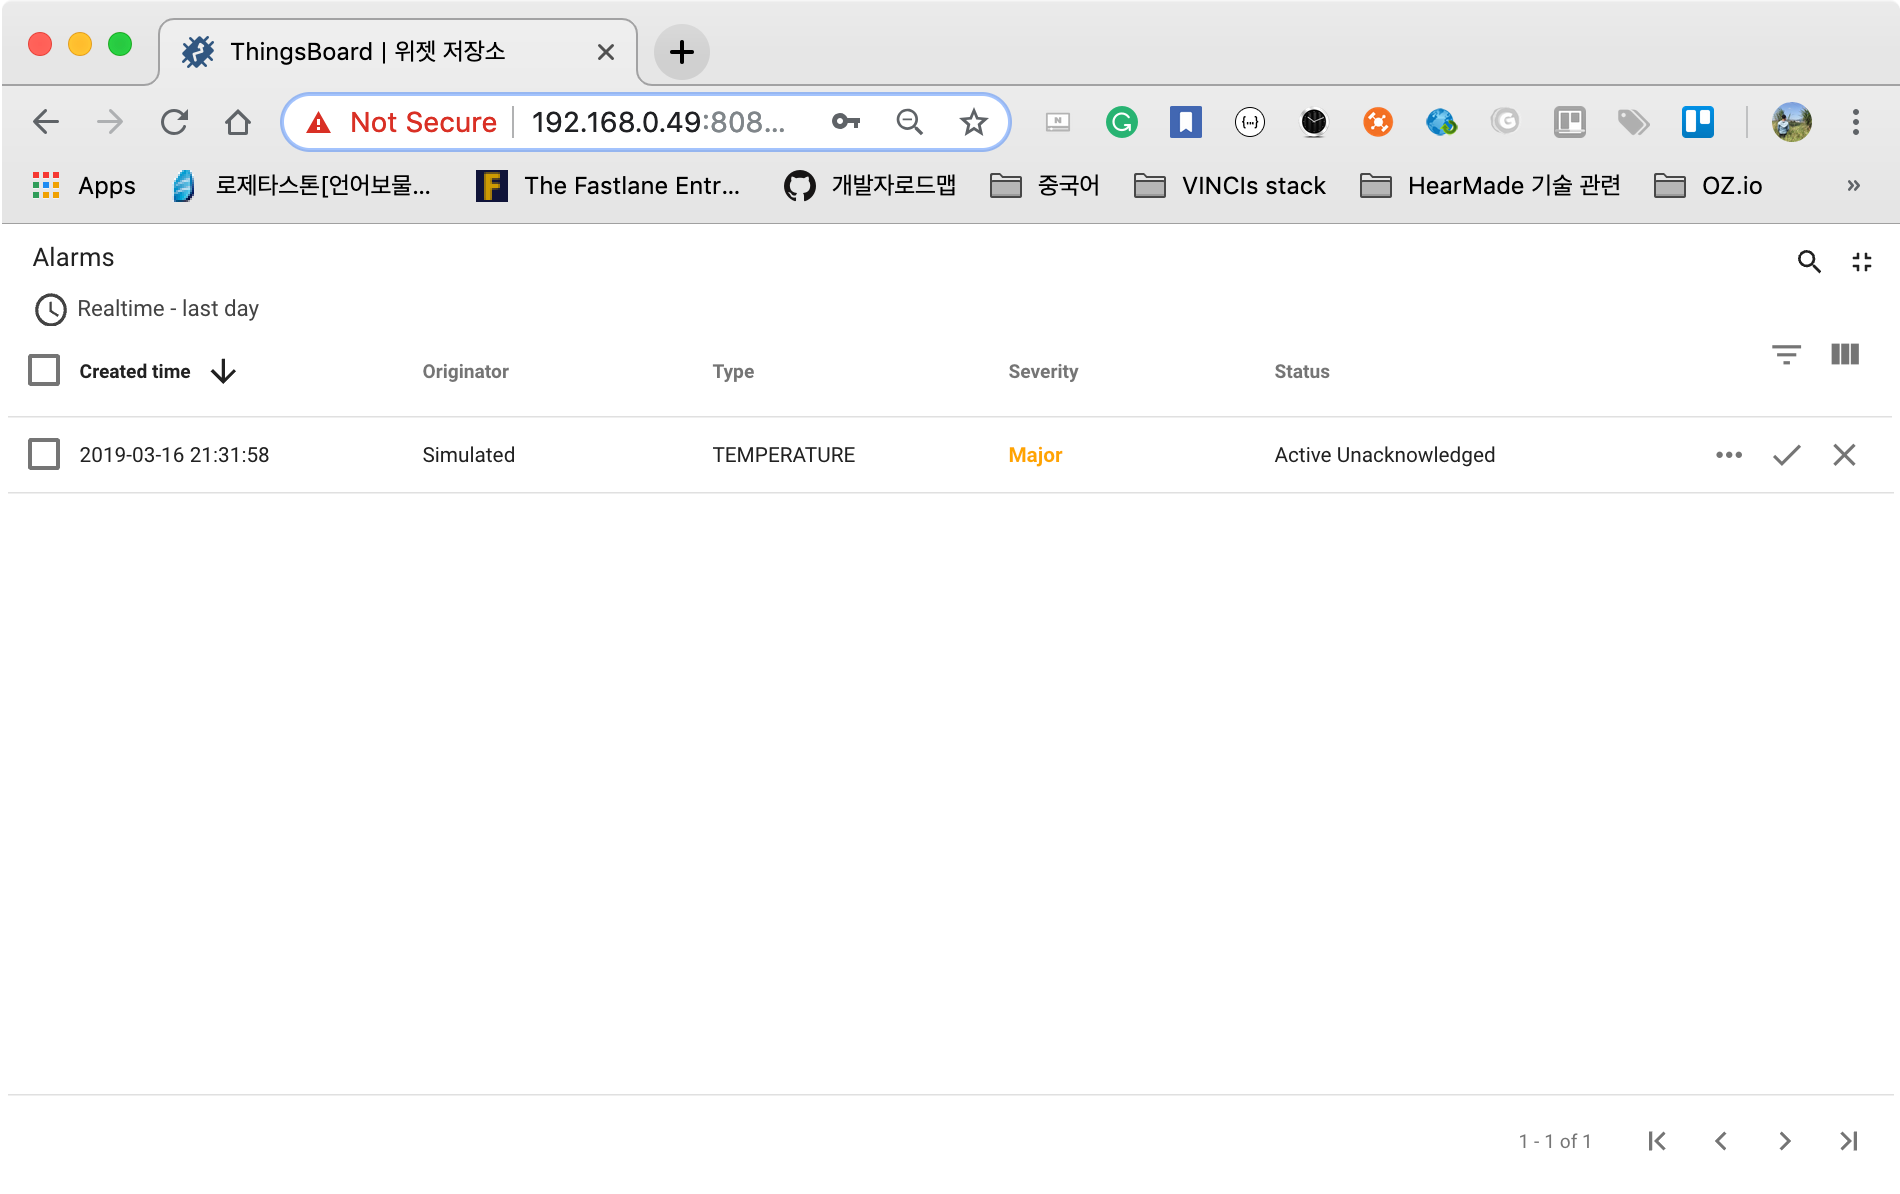 ThingsBoard | 위젯 저장소
Not Secure | 192.168.0.49:808...
Apps 로제타스톤[언어보물... The Fastlane Entr... 개발자로드맵 중국어 VINCIs stack HearMade 기술 관련 OZ.io »
Alarms
Realtime - last day
Created time Originator Type Severity Status
2019-03-16 21:31:58 Simulated TEMPERATURE Major Active Unacknowledged
1 - 1 of 1